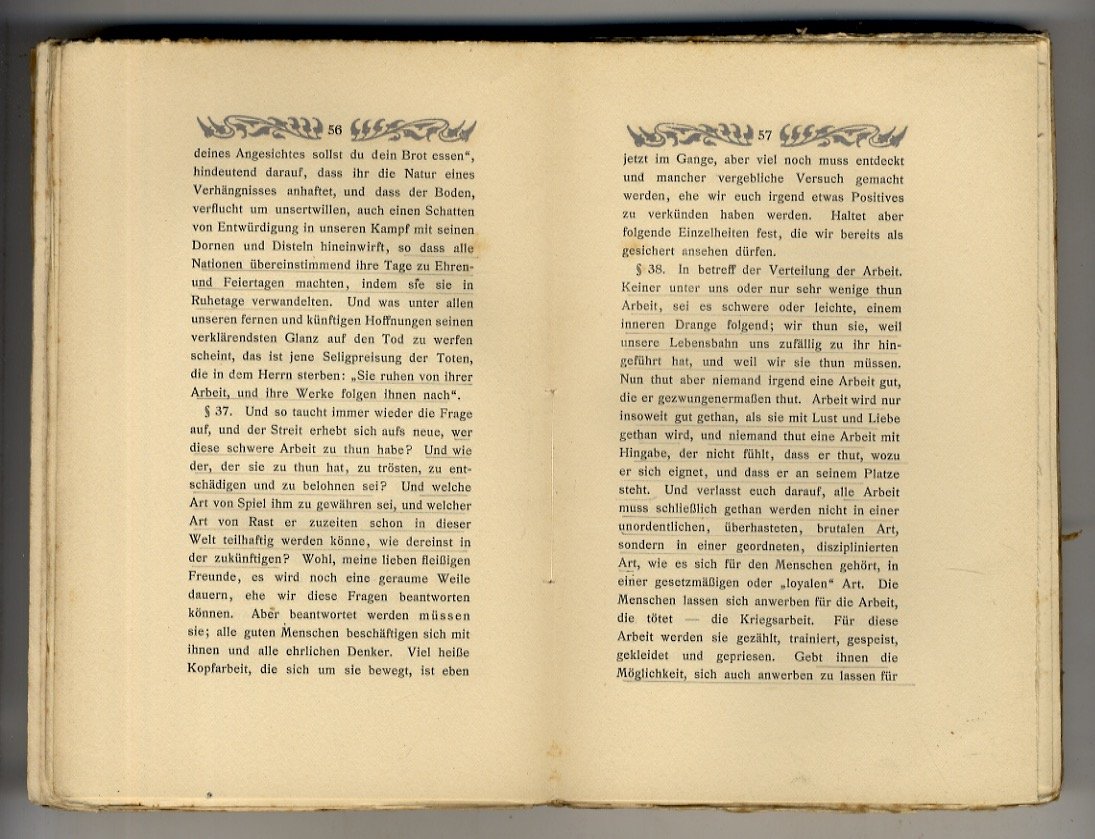 56
deines Angesichtes sollst du dein Brot essen“,
hindeutend darauf, dass ihr die Natur eines
Verhängnisses anhaftet, und dass der Boden,
verflucht um unsertwillen, auch einen Schatten
von Entwürdigung in unseren Kampf mit seinen
Dornen und Disteln hineinwirft, so dass alle
Nationen übereinstimmend ihre Tage zu Ehren-
und Feiertagen machten, indem sie sie in
Ruhetage verwandelten. Und was unter allen
unseren fernen und künftigen Hoffnungen seinen
verklärendsten Glanz auf den Tod zu werfen
scheint, das ist jene Seligpreisung der Toten,
die in dem Herrn sterben: „Sie ruhen von ihrer
Arbeit, und ihre Werke folgen ihnen nach“.
§ 37. Und so taucht immer wieder die Frage
auf, und der Streit erhebt sich aufs neue, wer
diese schwere Arbeit zu thun habe? Und wie
der, der sie zu thun hat, zu trösten, zu ent-
schädigen und zu belohnen sei? Und welche
Art von Spiel ihm zu gewähren sei, und welcher
Art von Rast er zuzeiten schon in dieser
Welt teilhaftig werden könne, wie dereinst in
der zukünftigen? Wohl, meine lieben fleißigen
Freunde, es wird noch eine geraume Weile
dauern, ehe wir diese Fragen beantworten
können. Aber beantwortet werden müssen
sie; alle guten Menschen beschäftigen sich mit
ihnen und alle ehrlichen Denker. Viel heiße
Kopfarbeit, die sich um sie bewegt, ist eben
57
jetzt im Gange, aber viel noch muss entdeckt
und mancher vergebliche Versuch gemacht
werden, ehe wir euch irgend etwas Positives
zu verkünden haben werden. Haltet aber
folgende Einzelheiten fest, die wir bereits als
gesichert ansehen dürfen.
§ 38. In betreff der Verteilung der Arbeit.
Keiner unter uns oder nur sehr wenige thun
Arbeit, sei es schwere oder leichte, einem
inneren Drange folgend; wir thun sie, weil
unsere Lebensbahn uns zufällig zu ihr hin-
geführt hat, und weil wir sie thun müssen.
Nun thut aber niemand irgend eine Arbeit gut,
die er gezwungenermaßen thut. Arbeit wird nur
insoweit gut gethan, als sie mit Lust und Liebe
gethan wird, und niemand thut eine Arbeit mit
Hingabe, der nicht fühlt, dass er thut, wozu
er sich eignet, und dass er an seinem Platze
steht. Und verlasst euch darauf, alle Arbeit
muss schließlich gethan werden nicht in einer
unordentlichen, überhasteten, brutalen Art,
sondern in einer geordneten, disziplinierten
Art, wie es sich für den Menschen gehört, in
einer gesetzmäßigen oder „loyalen“ Art. Die
Menschen lassen sich anwerben für die Arbeit,
die tötet — die Kriegsarbeit. Für diese
Arbeit werden sie gezählt, trainiert, gespeist,
gekleidet und gepriesen. Gebt ihnen die
Möglichkeit, sich auch anwerben zu lassen für